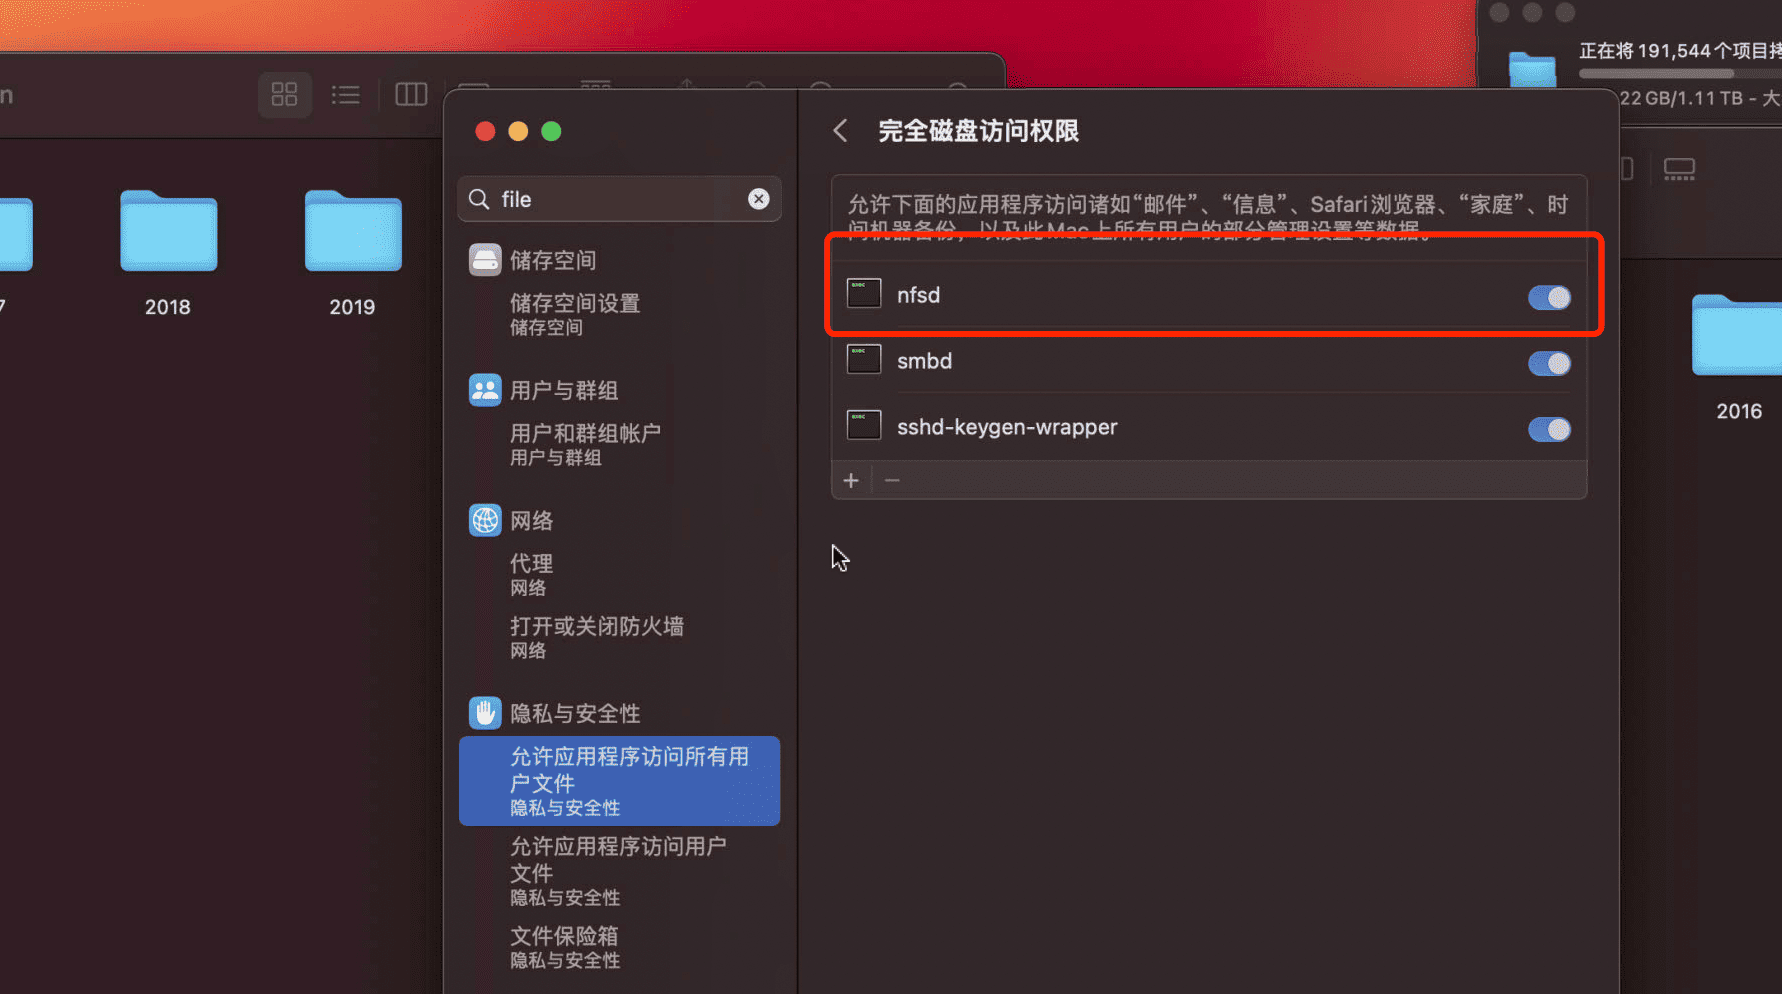 正在将 191,544 个项目拷
22 GB/1.11 TB - 大
n
完全磁盘访问权限
file
允许下面的应用程序访问诸如“邮件”、“信息”、Safari 浏览器、“家庭”、时
间机器备份，以及此 Mac 上所有用户的部分管理设置等数据。
nfsd
smbd
sshd-keygen-wrapper
储存空间
储存空间设置
储存空间
用户与群组
用户和群组帐户
用户与群组
网络
代理
网络
打开或关闭防火墙
网络
隐私与安全性
允许应用程序访问所有用
户文件
隐私与安全性
允许应用程序访问用户
文件
隐私与安全性
文件保险箱
隐私与安全性
7
2018
2019
2016